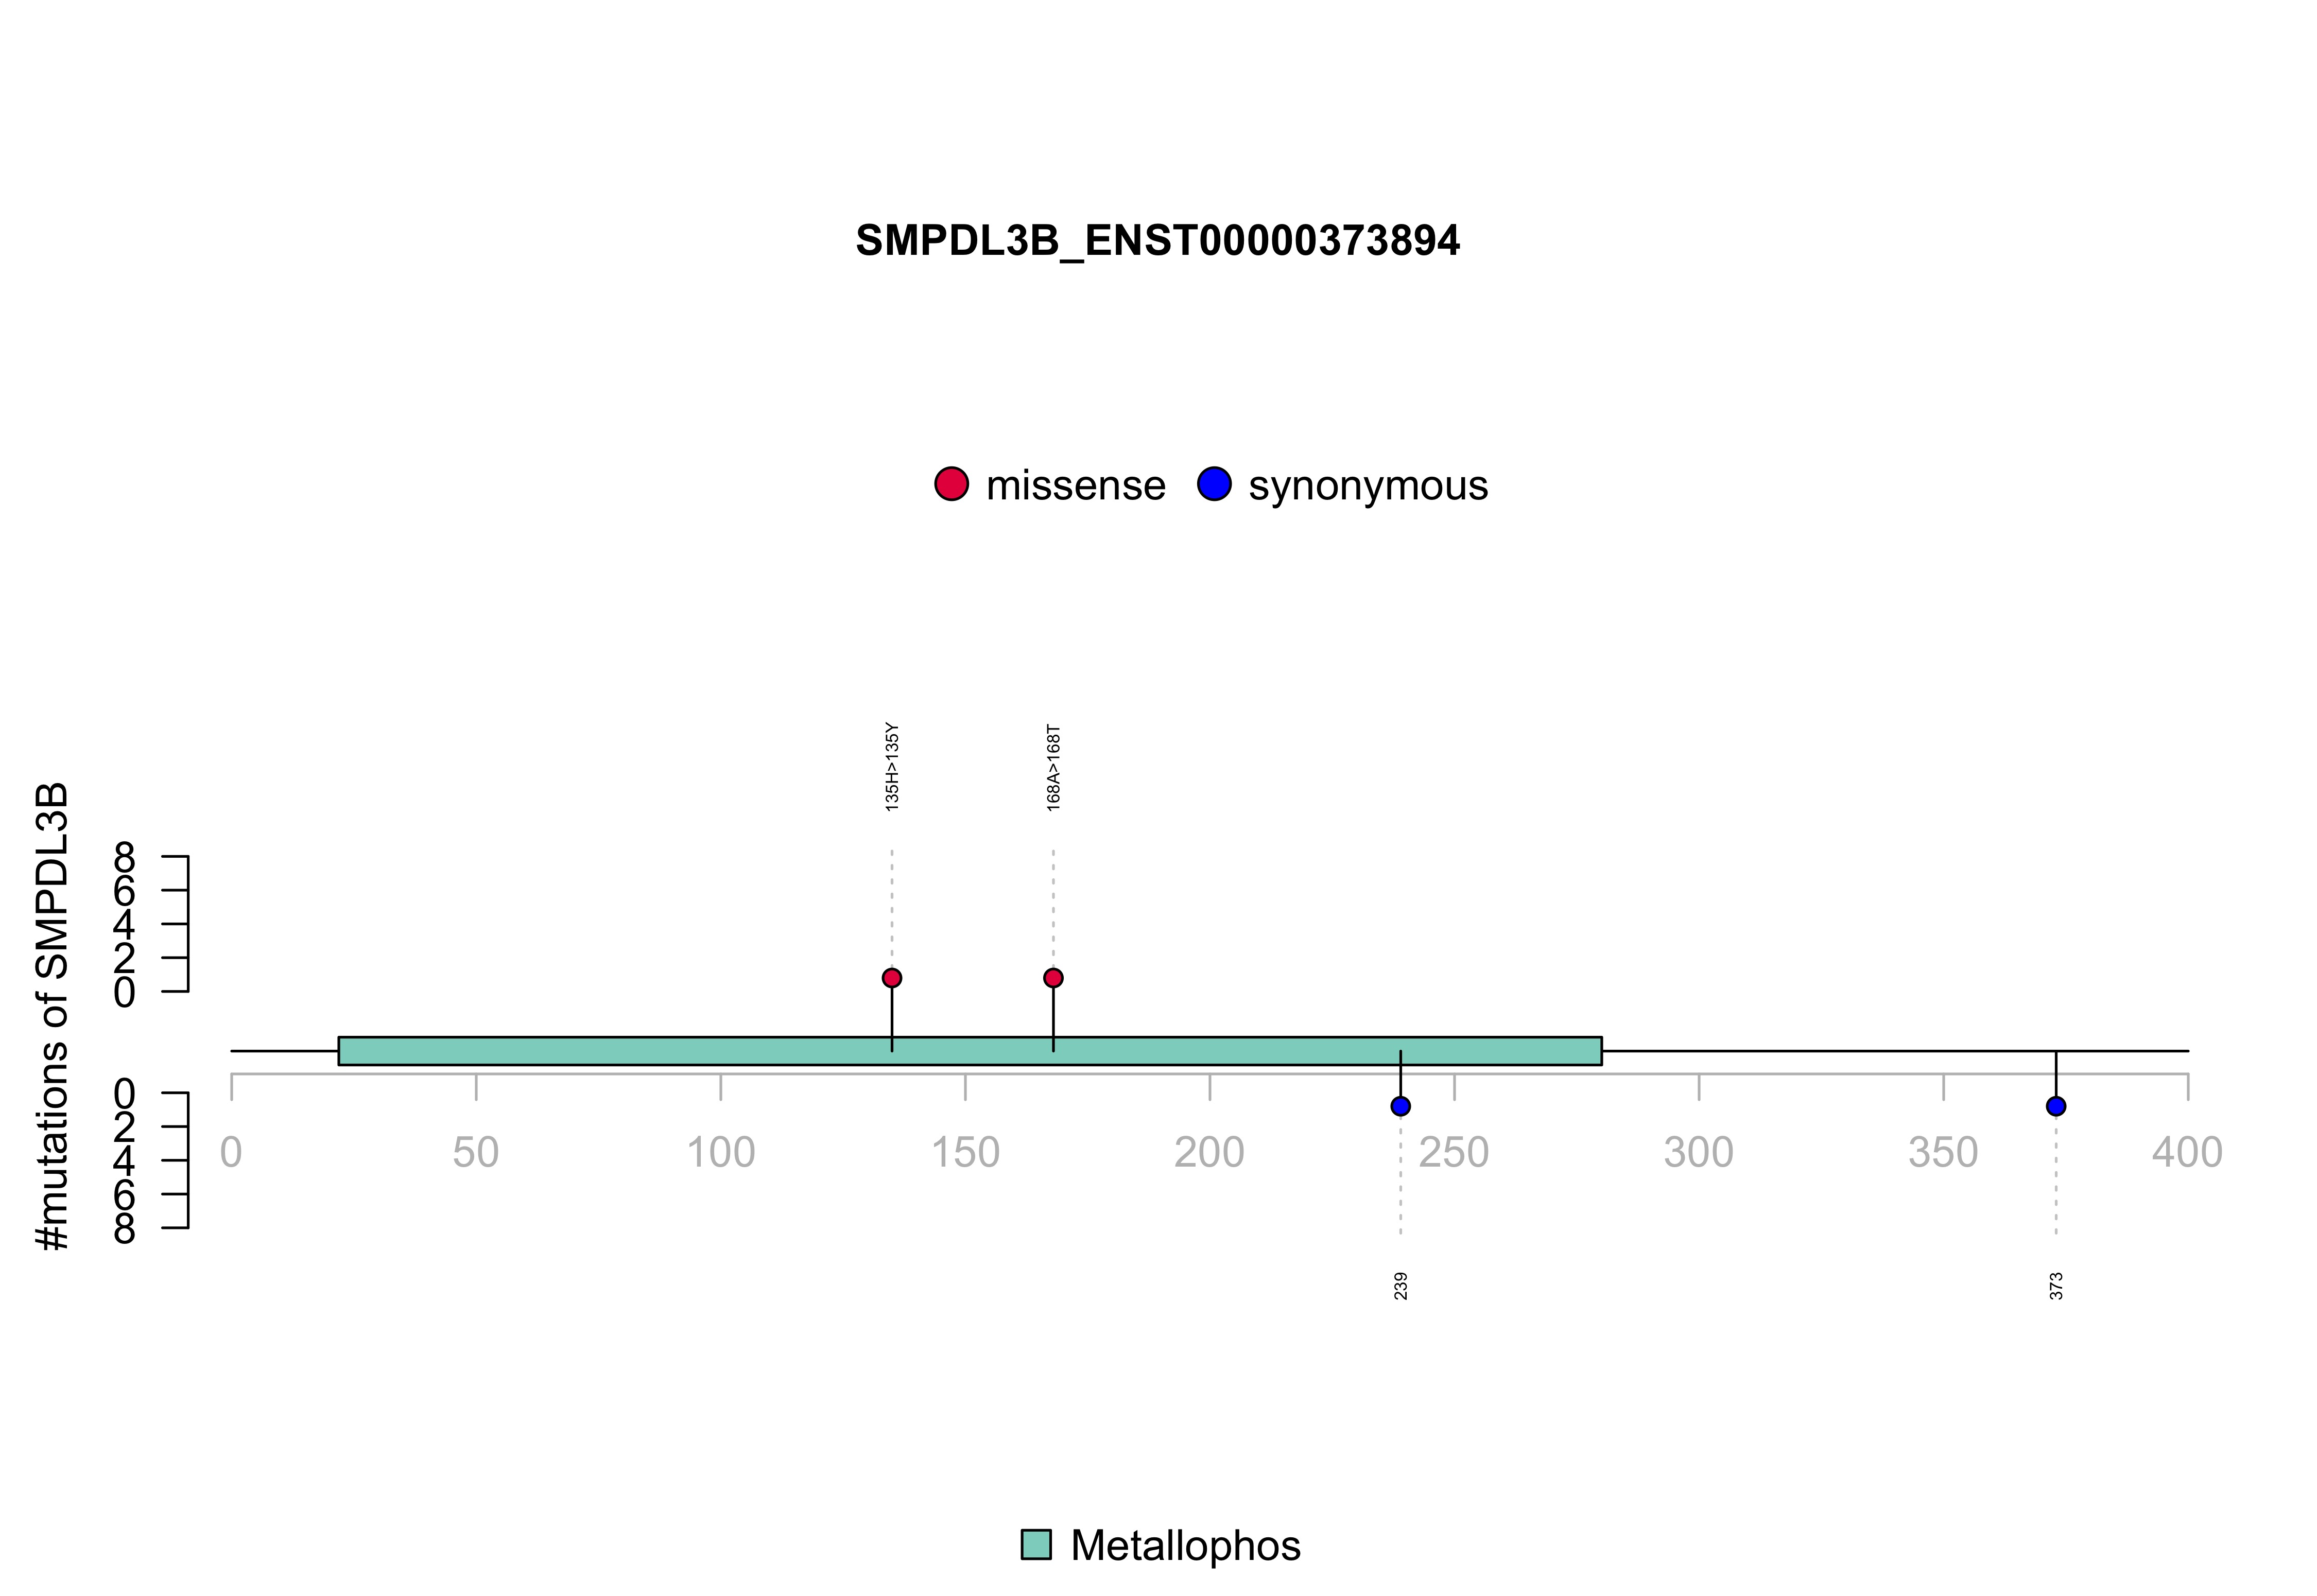 SMPDL3B_ENST00000373894
missense synonymous
135H>135Y
168A>168T
#mutations of SMPDL3B
8
6
4
2
0
0
2
4
6
8
0 50 100 150 200 250 300 350 400
239
373
Metallophos